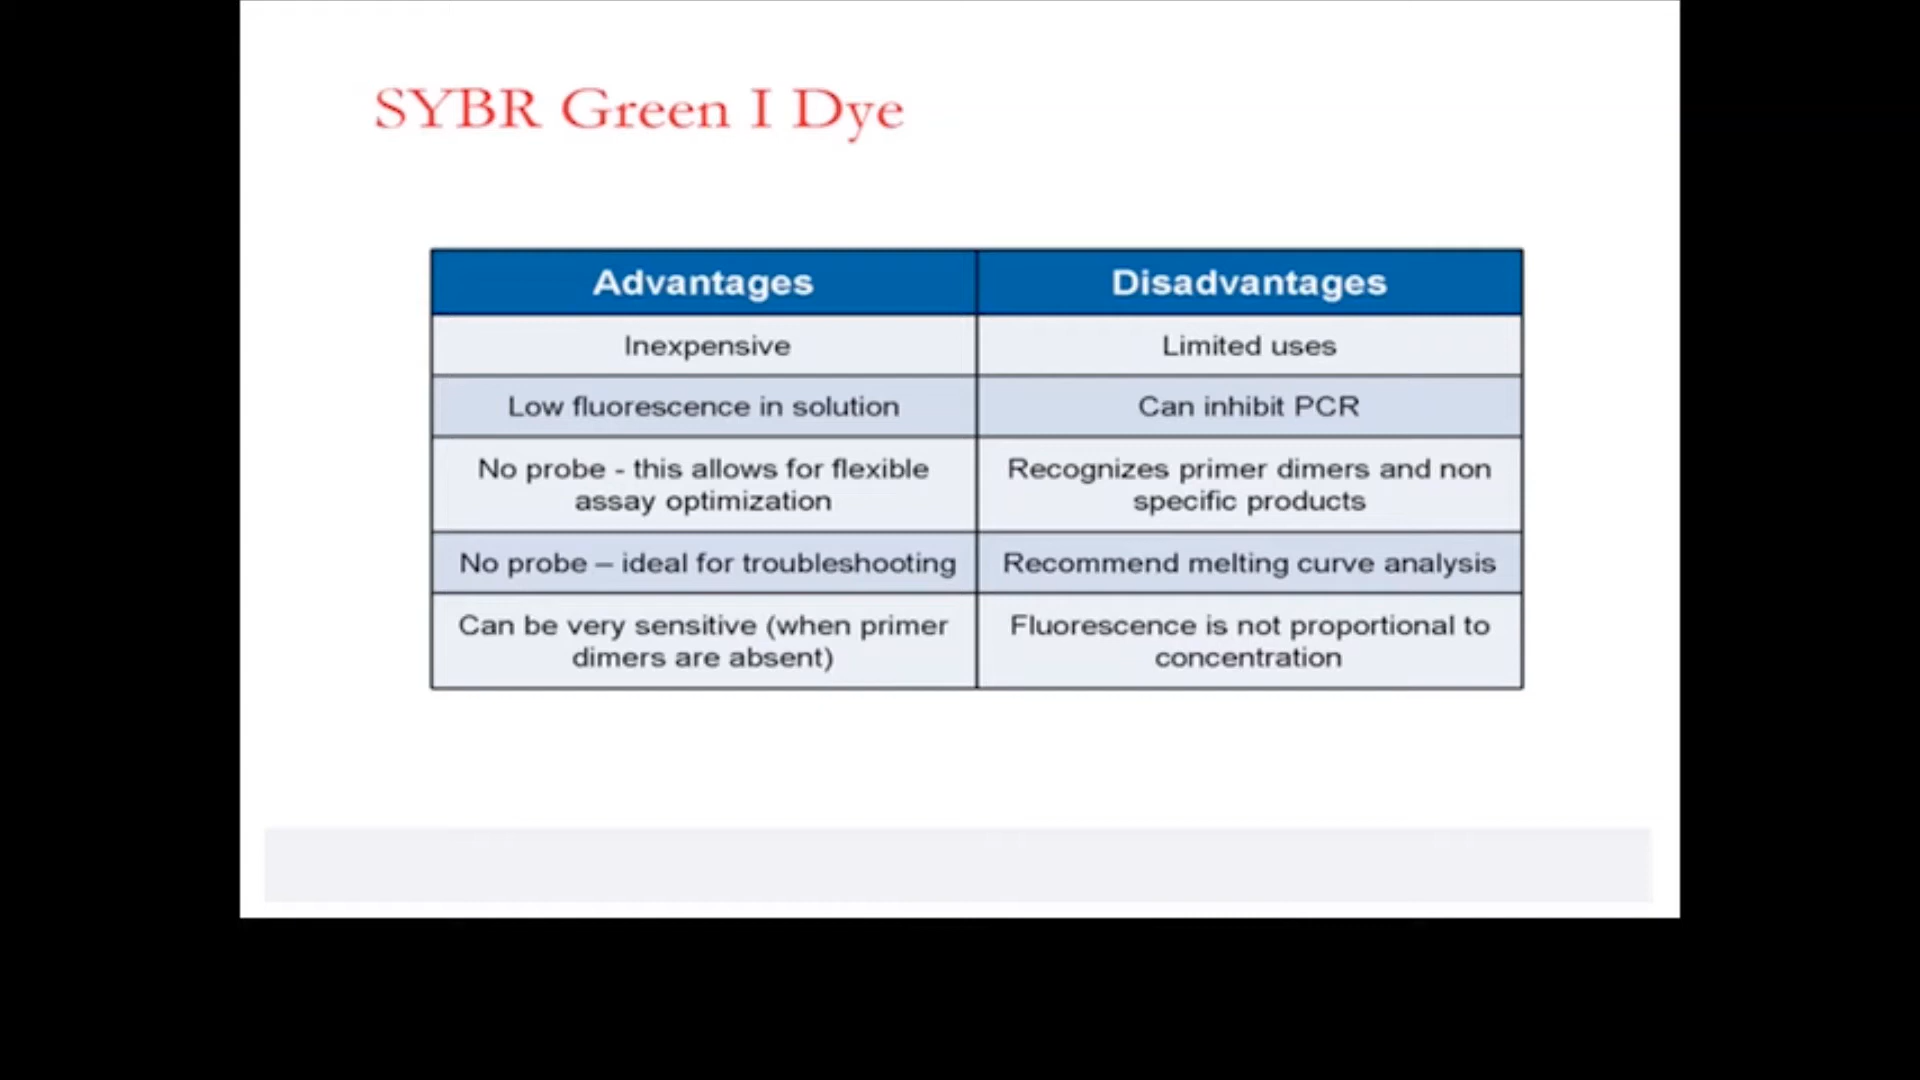 SYBR Green I Dye
Advantages
Disadvantages
Inexpensive
Limited uses
Low fluorescence in solution
Can inhibit PCR
No probe - this allows for flexible
assay optimization
Recognizes primer dimers and non
specific products
No probe – ideal for troubleshooting
Recommend melting curve analysis
Can be very sensitive (when primer
dimers are absent)
Fluorescence is not proportional to
concentration